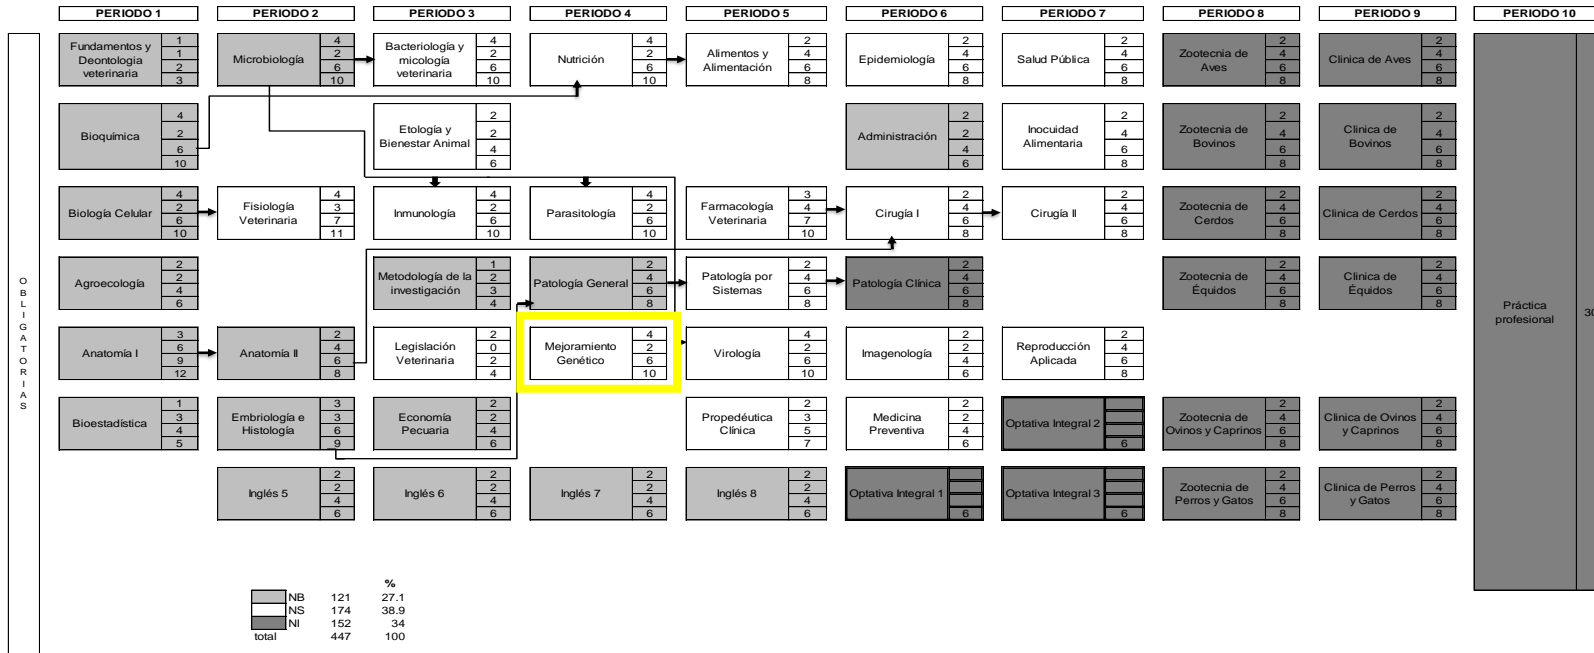 PERIODO 1
PERIODO 2
PERIODO 3
PERIODO 4
PERIODO 5
PERIODO 6
PERIODO 7
PERIODO 8
PERIODO 9
PERIODO 10
OBLIGATORIAS
Fundamentos y
Deontologia
veterinaria
1
1
2
3
Microbiología
4
2
6
10
Bacteriología y
micología
veterinaria
4
2
6
10
Nutrición
4
2
6
10
Alimentos y
Alimentación
2
4
6
8
Epidemiología
2
4
6
8
Salud Pública
2
4
6
8
Zootecnia de
Aves
2
4
6
8
Clinica de Aves
2
4
6
8
Bioquímica
4
2
6
10
Etología y
Bienestar Animal
2
2
4
6
Administración
2
2
4
6
Inocuidad
Alimentaria
2
4
6
8
Zootecnia de
Bovinos
2
4
6
8
Clinica de
Bovinos
2
4
6
8
Biología Celular
4
2
6
10
Fisiología
Veterinaria
4
3
7
11
Inmunología
4
2
6
10
Parasitología
4
2
6
10
Farmacología
Veterinaria
3
4
7
10
Cirugía I
2
4
6
8
Cirugía II
2
4
6
8
Zootecnia de
Cerdos
2
4
6
8
Clinica de Cerdos
2
4
6
8
Agroecología
2
2
4
6
Metodología de la
investigación
1
2
3
4
Patología General
2
4
6
8
Patología por
Sistemas
2
4
6
8
Patología Clínica
2
4
6
8
Zootecnia de
Équidos
2
4
6
8
Clinica de
Équidos
2
4
6
8
Práctica
profesional
30
Anatomía I
3
6
9
12
Anatomía II
2
4
6
8
Legislación
Veterinaria
2
0
2
4
Mejoramiento
Genético
4
2
6
10
Virología
4
2
6
10
Imagenología
2
2
4
6
Reproducción
Aplicada
2
4
6
8
Bioestadística
1
3
4
5
Embriología e
Histología
3
3
6
9
Economía
Pecuaria
2
2
4
6
Propedéutica
Clínica
2
3
5
7
Medicina
Preventiva
2
2
4
6
Optativa Integral 2
6
Zootecnia de
Ovinos y Caprinos
2
4
6
8
Clinica de Ovinos
y Caprinos
2
4
6
8
Inglés 5
2
2
4
6
Inglés 6
2
2
4
6
Inglés 7
2
2
4
6
Inglés 8
2
2
4
6
Optativa Integral 1
6
Optativa Integral 3
6
Zootecnia de
Perros y Gatos
2
4
6
8
Clinica de Perros
y Gatos
2
4
6
8
%
NB 121 27.1
NS 174 38.9
NI 152 34
total 447 100